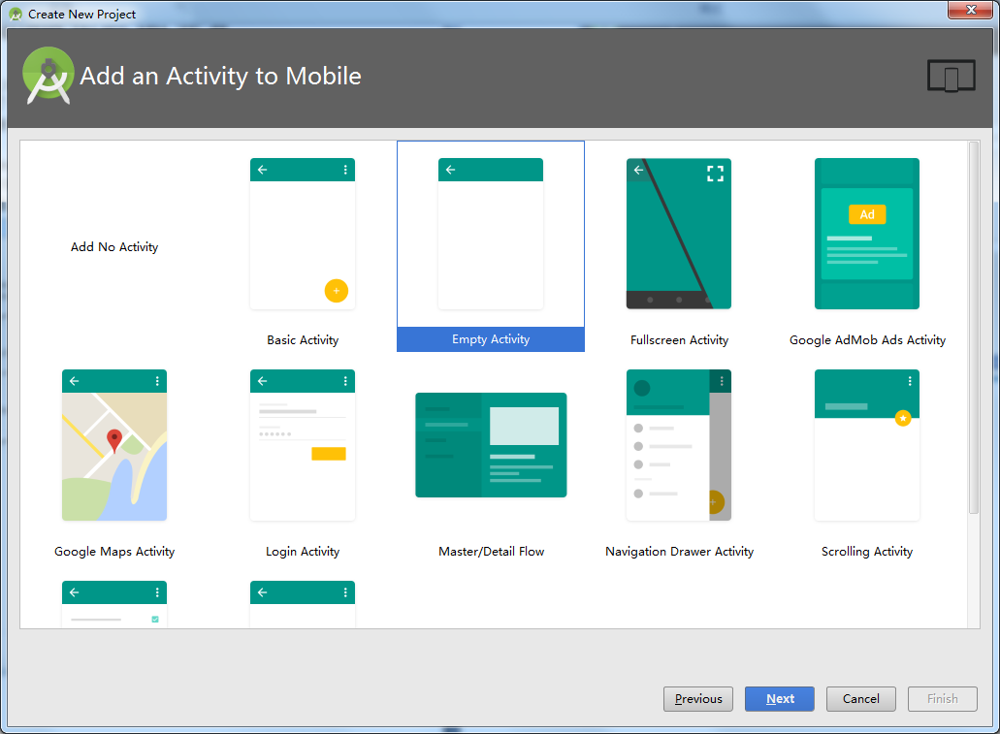 Create New Project
Add an Activity to Mobile
Add No Activity
Basic Activity
Empty Activity
Fullscreen Activity
Ad
Google AdMob Ads Activity
Google Maps Activity
Login Activity
Master/Detail Flow
Navigation Drawer Activity
Scrolling Activity
Previous
Next
Cancel
Finish